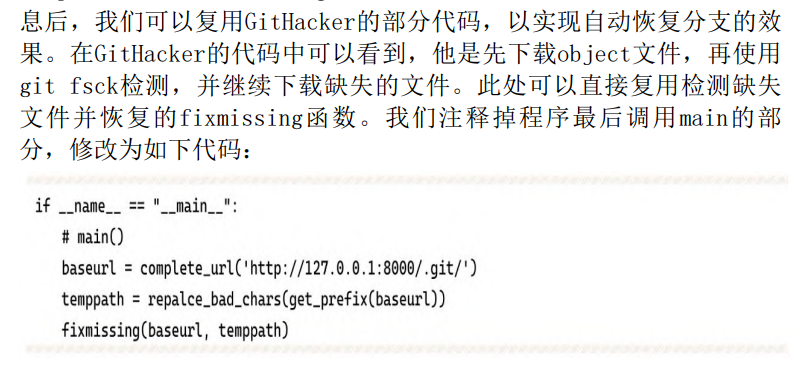 息后，我们可以复用GitHacker的部分代码，以实现自动恢复分支的效
果。在GitHacker的代码中可以看到，他是先下载object文件，再使用
git fsck检测，并继续下载缺失的文件。此处可以直接复用检测缺失
文件并恢复的fixmissing函数。我们注释掉程序最后调用main的部
分，修改为如下代码：
if __name__ == "__main__":
    # main()
    baseurl = complete_url('http://127.0.0.1:8000/.git/')
    temppath = repalce_bad_chars(get_prefix(baseurl))
    fixmissing(baseurl, temppath)